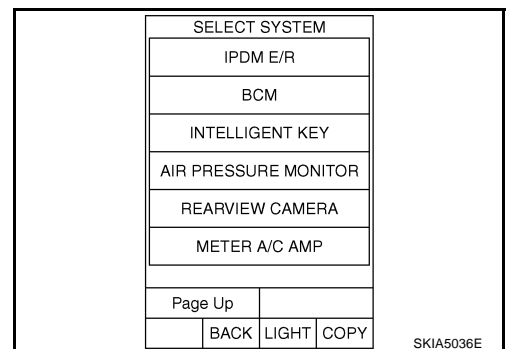 SELECT SYSTEM
IPDM E/R
BCM
INTELLIGENT KEY
AIR PRESSURE MONITOR
REARVIEW CAMERA
METER A/C AMP
Page Up
BACK LIGHT COPY
SKIA5036E